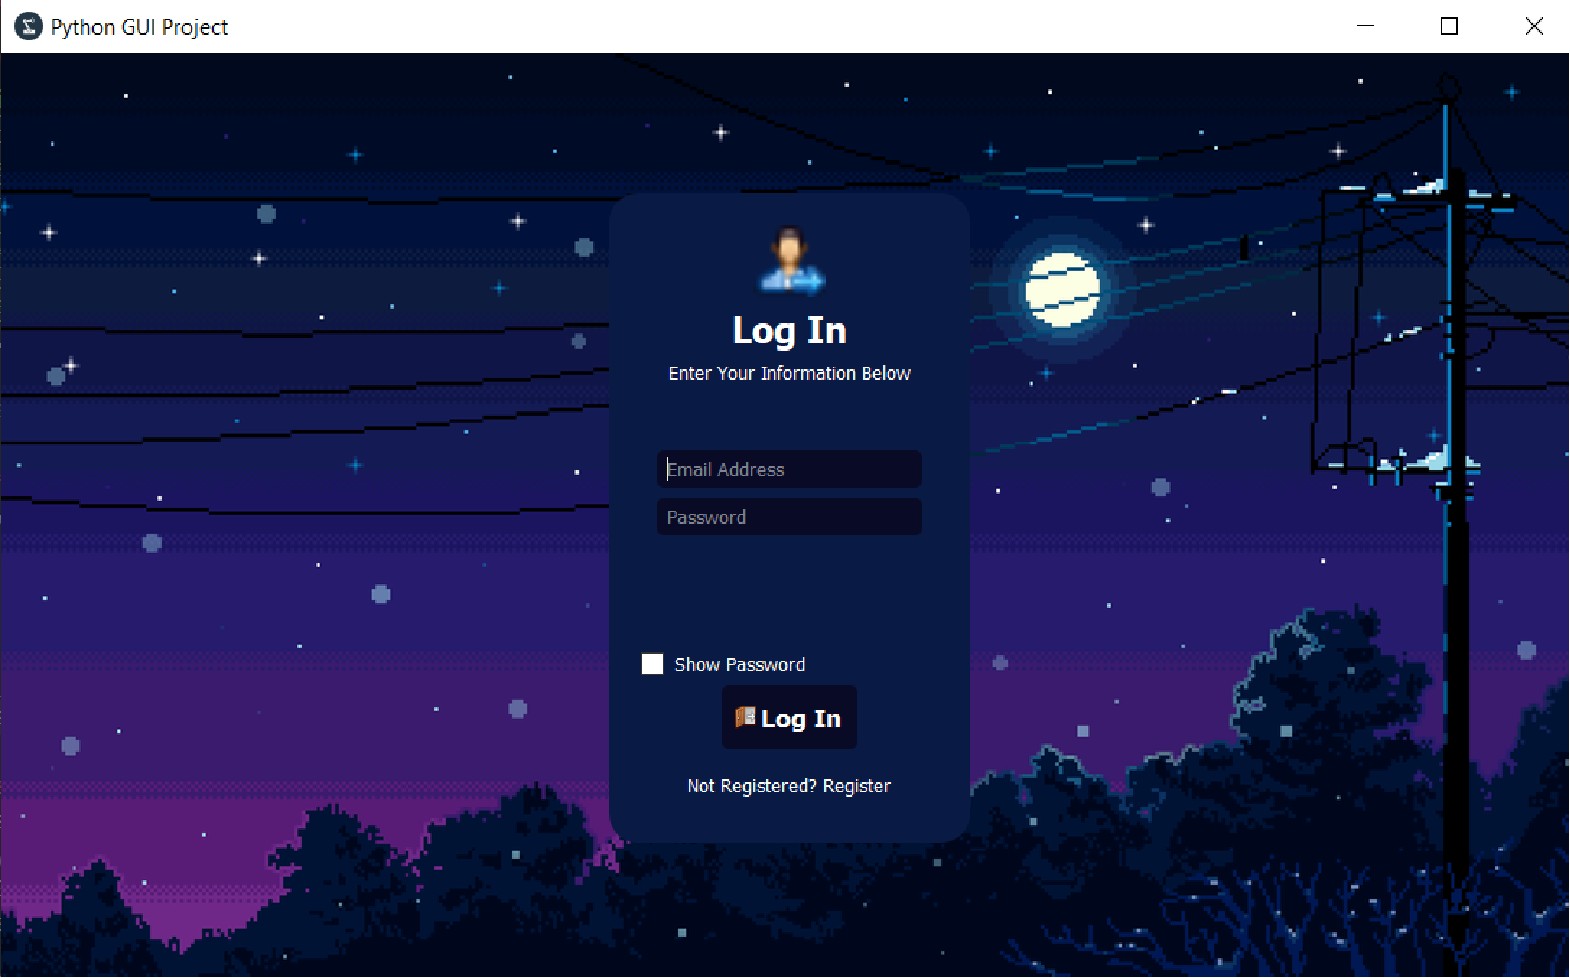 Python GUI Project
Log In
Enter Your Information Below
Email Address
Password
Show Password
Log In
Not Registered? Register